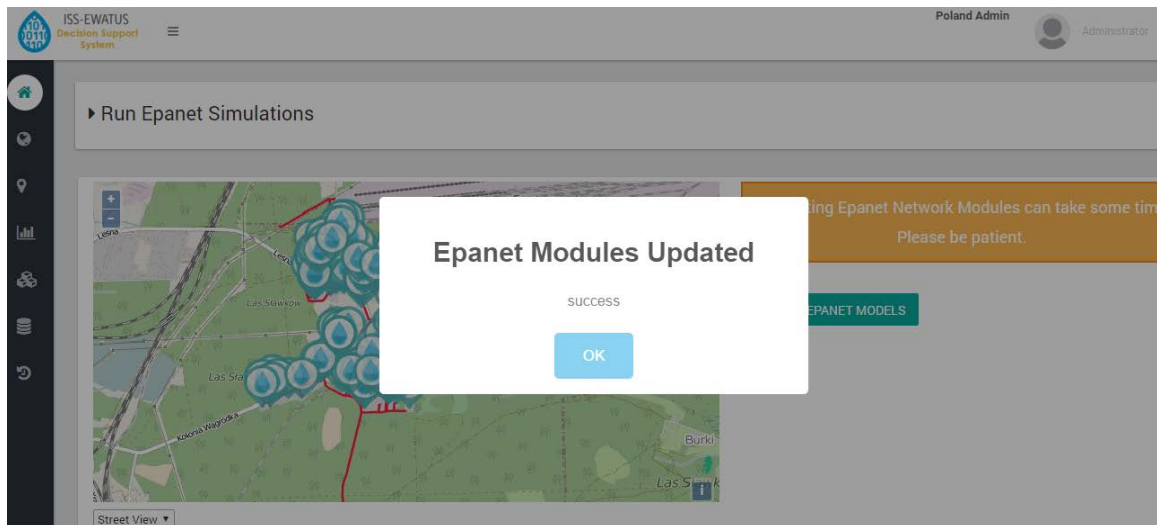 ISS-EWATUS
Decision Support
System
Poland Admin
Administrator
Run Epanet Simulations
+
-
Lesna
Las Sławków
Las Sła
Kolonia Wągródka
Burki
Las S k
i
Street View
Epanet Modules Updated
success
OK
ing Epanet Network Modules can take some tim
Please be patient.
EPANET MODELS